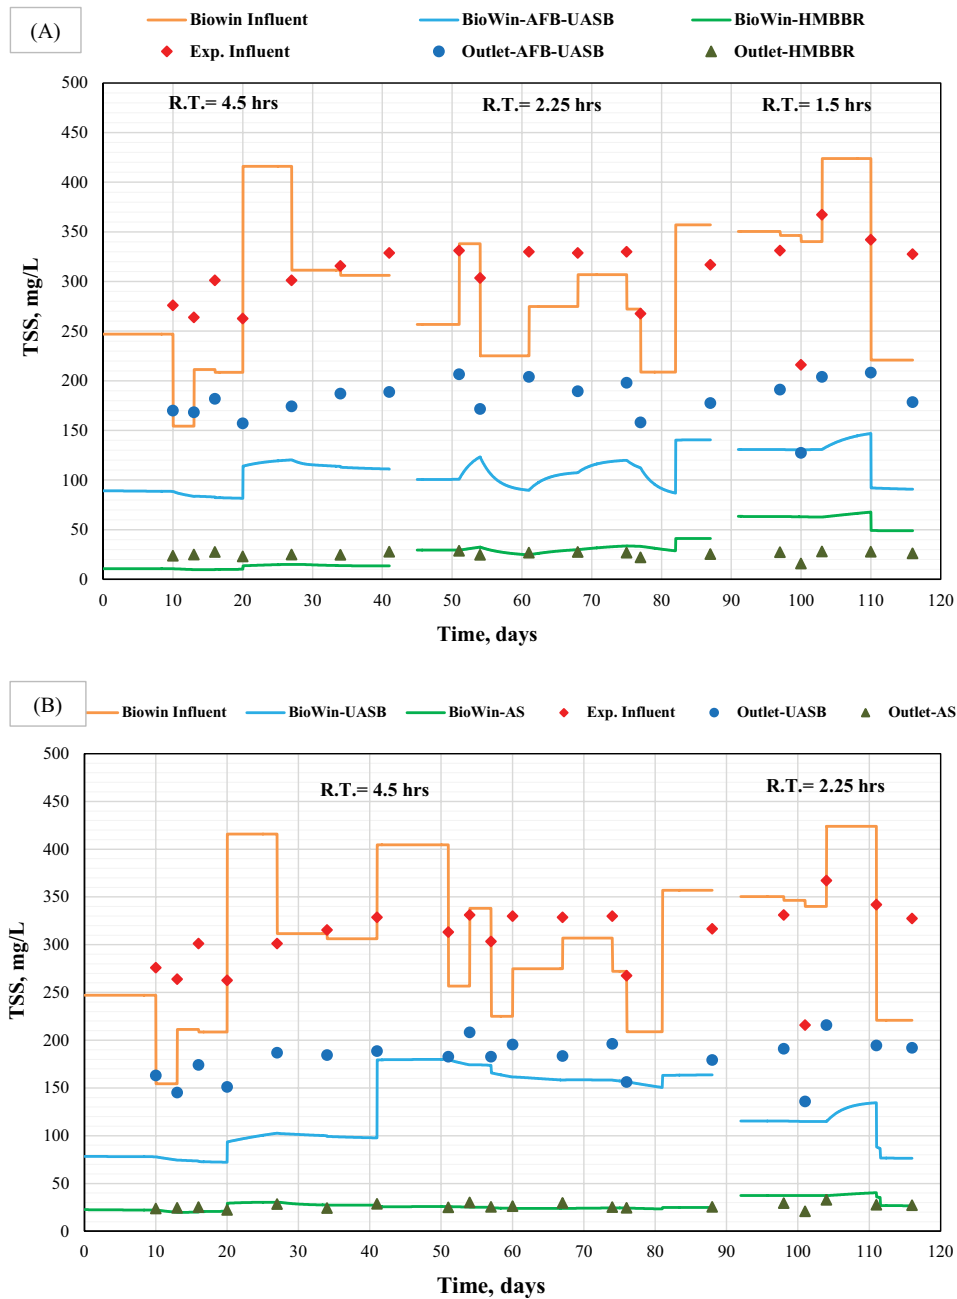 (A)
Biowin Influent BioWin-AFB-UASB BioWin-HMBBR
Exp. Influent Outlet-AFB-UASB Outlet-HMBBR
R.T.= 4.5 hrs R.T.= 2.25 hrs R.T.= 1.5 hrs
500
450
400
350
300
250
200
150
100
50
0
TSS, mg/L
0 10 20 30 40 50 60 70 80 90 100 110 120
Time, days
(B)
Biowin Influent BioWin-UASB BioWin-AS Exp. Influent Outlet-UASB Outlet-AS
R.T.= 4.5 hrs R.T.= 2.25 hrs
500
450
400
350
300
250
200
150
100
50
0
TSS, mg/L
0 10 20 30 40 50 60 70 80 90 100 110 120
Time, days